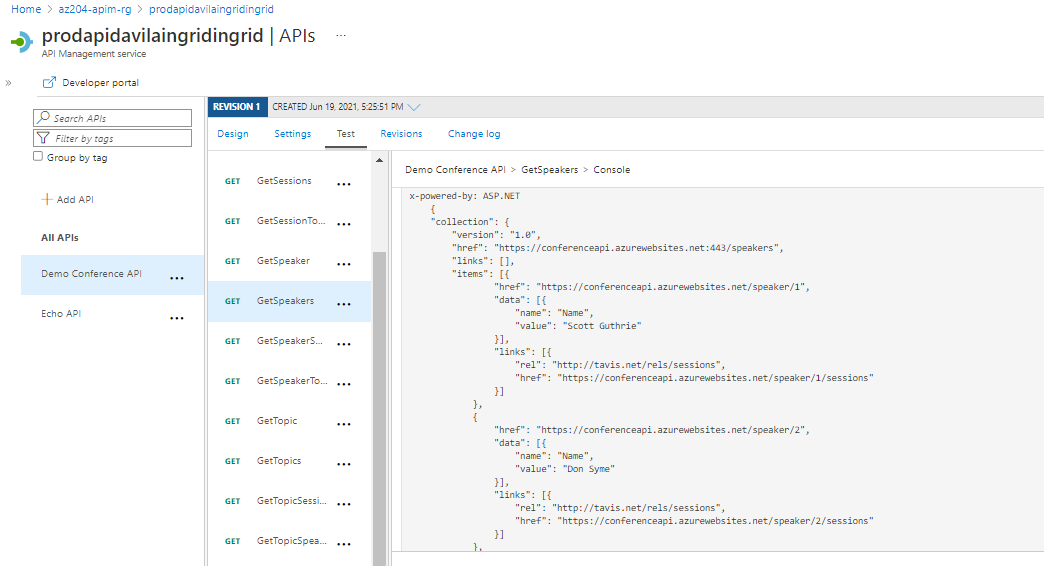 Home > az204-apim-rg > prodapidavilaingridingrid
prodapidavilaingridingrid | APIs ...
API Management service
» Developer portal
Search APIs
Filter by tags
Group by tag
+ Add API
All APIs
Demo Conference API ...
Echo API ...
REVISION 1 CREATED Jun 19, 2021, 5:25:51 PM
Design Settings Test Revisions Change log
GET GetSessions ...
GET GetSessionTo... ...
GET GetSpeaker ...
GET GetSpeakers ...
GET GetSpeakerS... ...
GET GetSpeakerTo... ...
GET GetTopic ...
GET GetTopics ...
GET GetTopicSessi... ...
GET GetTopicSpea... ...
Demo Conference API > GetSpeakers > Console
x-powered-by: ASP.NET
{
"collection": {
"version": "1.0",
"href": "https://conferenceapi.azurewebsites.net:443/speakers",
"links": [],
"items": [{
"href": "https://conferenceapi.azurewebsites.net/speaker/1",
"data": [{
"name": "Name",
"value": "Scott Guthrie"
}],
"links": [{
"rel": "http://tavis.net/rels/sessions",
"href": "https://conferenceapi.azurewebsites.net/speaker/1/sessions"
}]
},
{
"href": "https://conferenceapi.azurewebsites.net/speaker/2",
"data": [{
"name": "Name",
"value": "Don Syme"
}],
"links": [{
"rel": "http://tavis.net/rels/sessions",
"href": "https://conferenceapi.azurewebsites.net/speaker/2/sessions"
}]
},